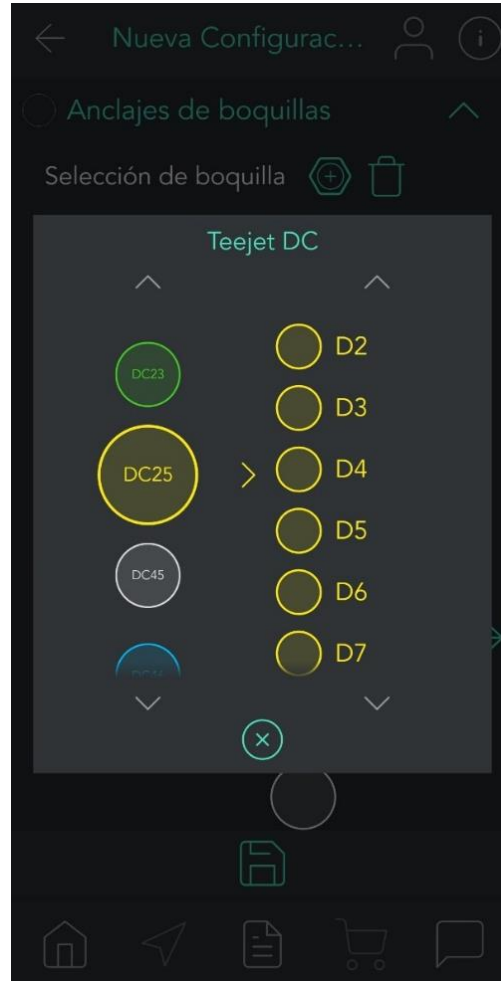 Nueva Configurac...
Anclajes de boquillas
Selección de boquilla
Teejet DC
DC23
DC25
DC45
D2
D3
D4
D5
D6
D7